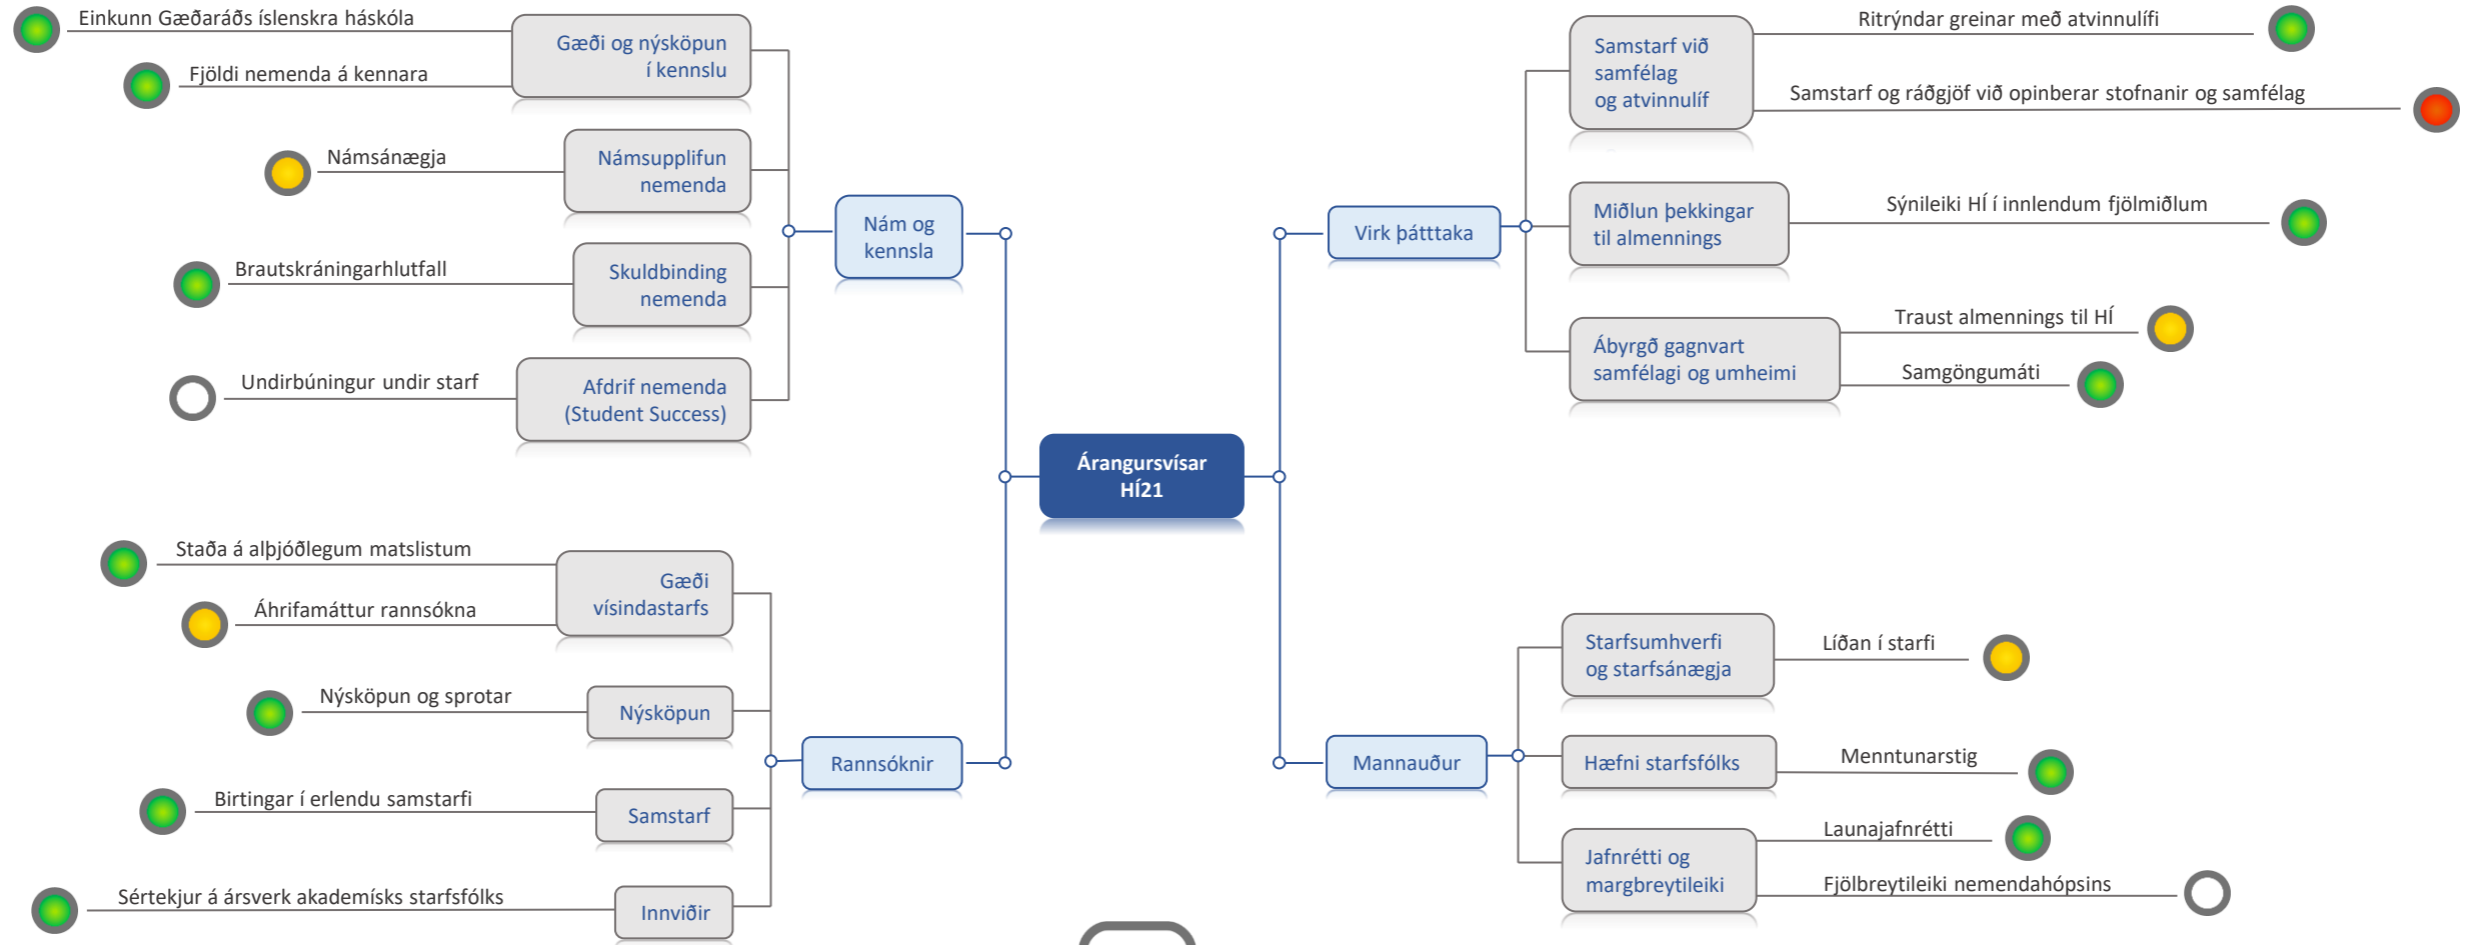 Einkunn Gæðaráðs íslenskra háskóla
Fjöldi nemenda á kennara
Gæði og nýsköpun
í kennslu
Námsánægja
Námsupplifun
nemenda
Brautskráningarhlutfall
Skuldbinding
nemenda
Undirbúningur undir starf
Afdrif nemenda
(Student Success)
Nám og
kennsla
Staða á alþjóðlegum matslistum
Áhrifamáttur rannsókna
Gæði
vísindastarfs
Nýsköpun og sprotar
Nýsköpun
Birtingar í erlendu samstarfi
Samstarf
Sértekjur á ársverk akademísks starfsfólks
Innviðir
Rannsóknir
Árangursvísar
HÍ21
Virk þátttaka
Samstarf við
samfélag
og atvinnulíf
Ritrýndar greinar með atvinnulífi
Samstarf og ráðgjöf við opinberar stofnanir og samfélag
Miðlun þekkingar
til almennings
Sýnileiki HÍ í innlendum fjölmiðlum
Ábyrgð gagnvart
samfélagi og umheimi
Traust almennings til HÍ
Samgöngumáti
Mannauður
Starfsumhverfi
og starfsánægja
Líðan í starfi
Hæfni starfsfólks
Menntunarstig
Jafnrétti og
margbreytileiki
Launajafnrétti
Fjölbreytileiki nemendahópsins